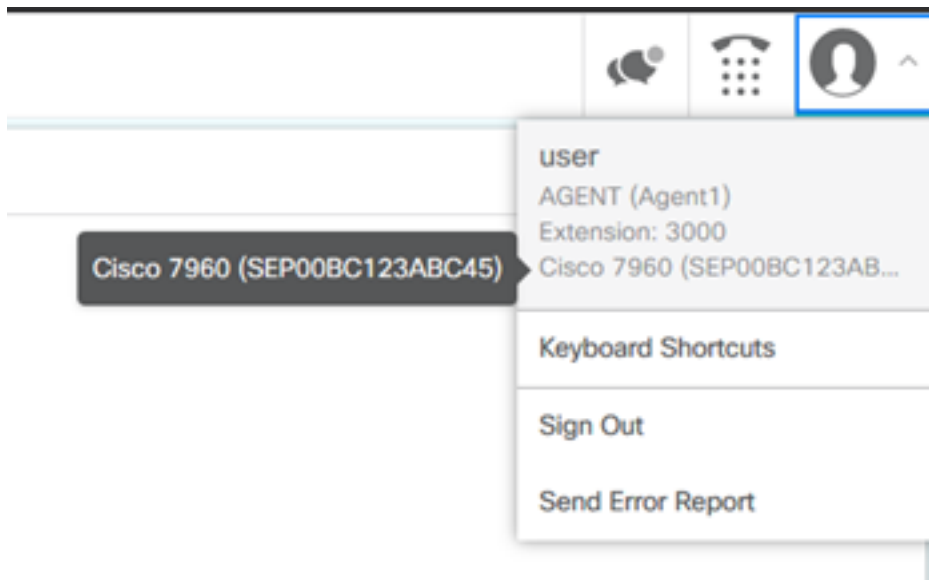 user
AGENT (Agent1)
Extension: 3000
Cisco 7960 (SEP00BC123ABC45)
Cisco 7960 (SEP00BC123AB...
Keyboard Shortcuts
Sign Out
Send Error Report